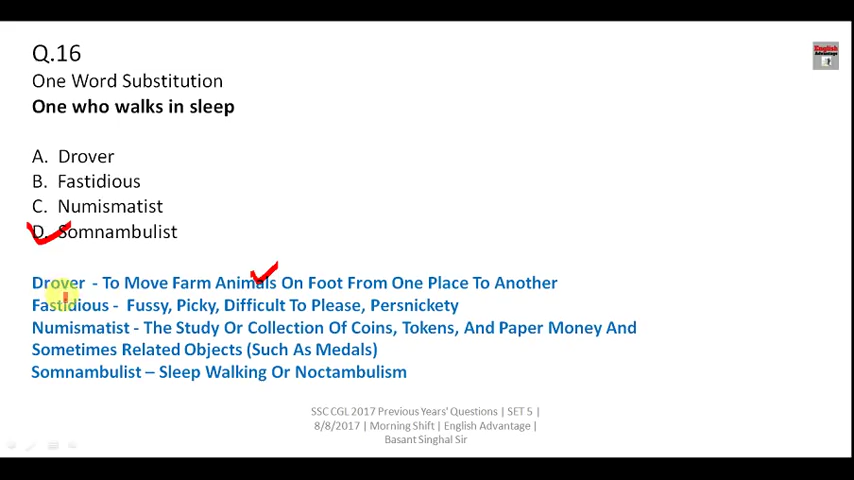 Q.16
English
Advantage
One Word Substitution
One who walks in sleep
A. Drover
B. Fastidious
C. Numismatist
D. Somnambulist
Drover - To Move Farm Animals On Foot From One Place To Another
Fastidious - Fussy, Picky, Difficult To Please, Persnickety
Numismatist - The Study Or Collection Of Coins, Tokens, And Paper Money And
Sometimes Related Objects (Such As Medals)
Somnambulist – Sleep Walking Or Noctambulism
SSC CGL 2017 Previous Years' Questions | SET 5 |
8/8/2017 | Morning Shift | English Advantage |
Basant Singhal Sir